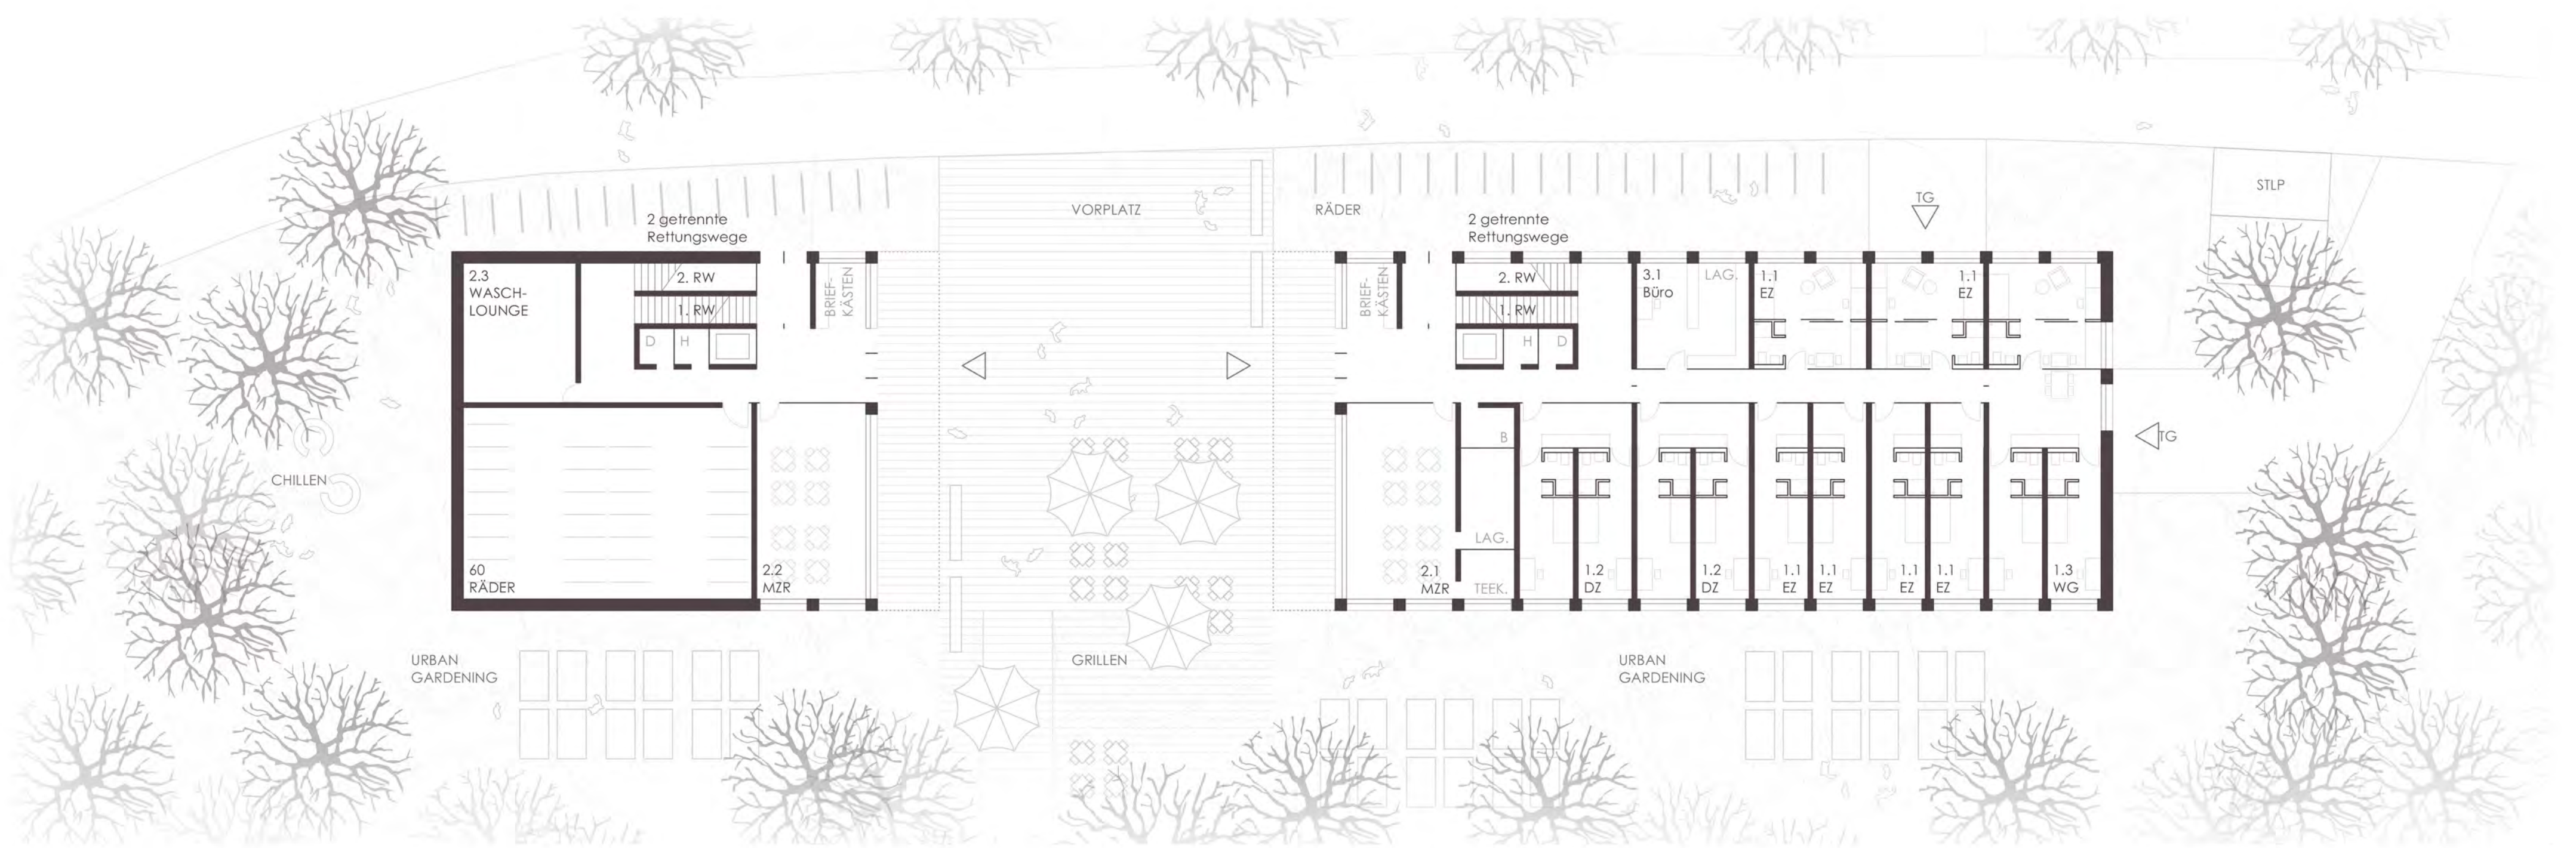 TG
STLP
VORPLATZ
RÄDER
2 getrennte
Rettungswege
2 getrennte
Rettungswege
2.3
WASCH-
LOUNGE
2. RW
1. RW
D
H
BRIEF-
KÄSTEN
BRIEF-
KÄSTEN
2. RW
1. RW
H
D
3.1
Büro
LAG.
1.1
EZ
1.1
EZ
TG
CHILLEN
B
LAG.
60
RÄDER
2.2
MZR
2.1
MZR
TEEK.
1.2
DZ
1.2
DZ
1.1
EZ
1.1
EZ
1.1
EZ
1.1
EZ
1.3
WG
URBAN
GARDENING
GRILLEN
URBAN
GARDENING